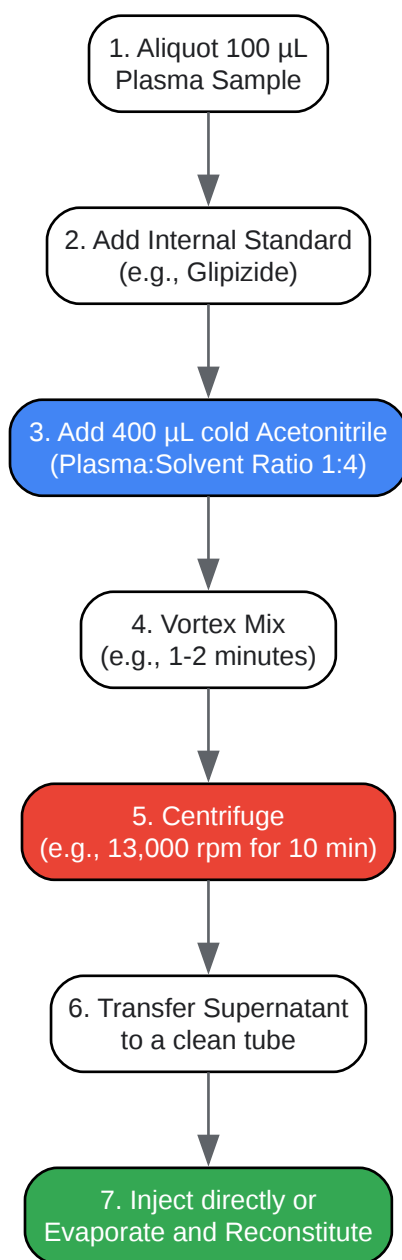 1. Aliquot 100 µL
Plasma Sample
2. Add Internal Standard
(e.g., Glipizide)
3. Add 400 µL cold Acetonitrile
(Plasma:Solvent Ratio 1:4)
4. Vortex Mix
(e.g., 1-2 minutes)
5. Centrifuge
(e.g., 13,000 rpm for 10 min)
6. Transfer Supernatant
to a clean tube
7. Inject directly or
Evaporate and Reconstitute